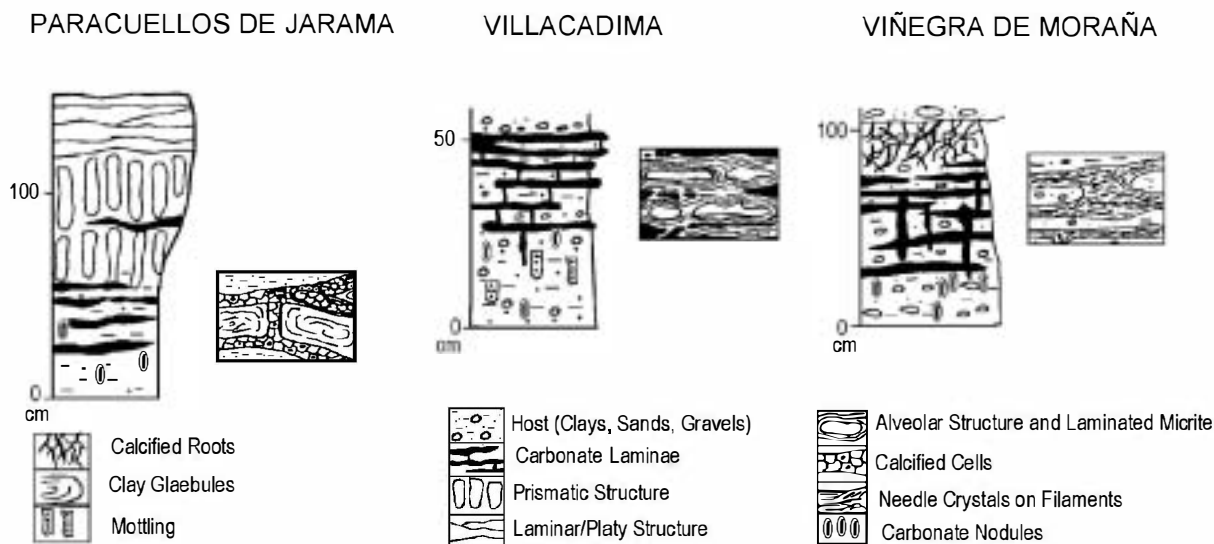 PARACUELLOS DE JARAMA
VILLACADIMA
VIÑEGRA DE MORAÑA
100
0
cm
50
0
cm
100
0
cm
Calcified Roots
Clay Glaebules
Mottling
Host (Clays, Sands, Gravels)
Carbonate Laminae
Prismatic Structure
Laminar/Platy Structure
Alveolar Structure and Laminated Micrite
Calcified Cells
Needle Crystals on Filaments
Carbonate Nodules